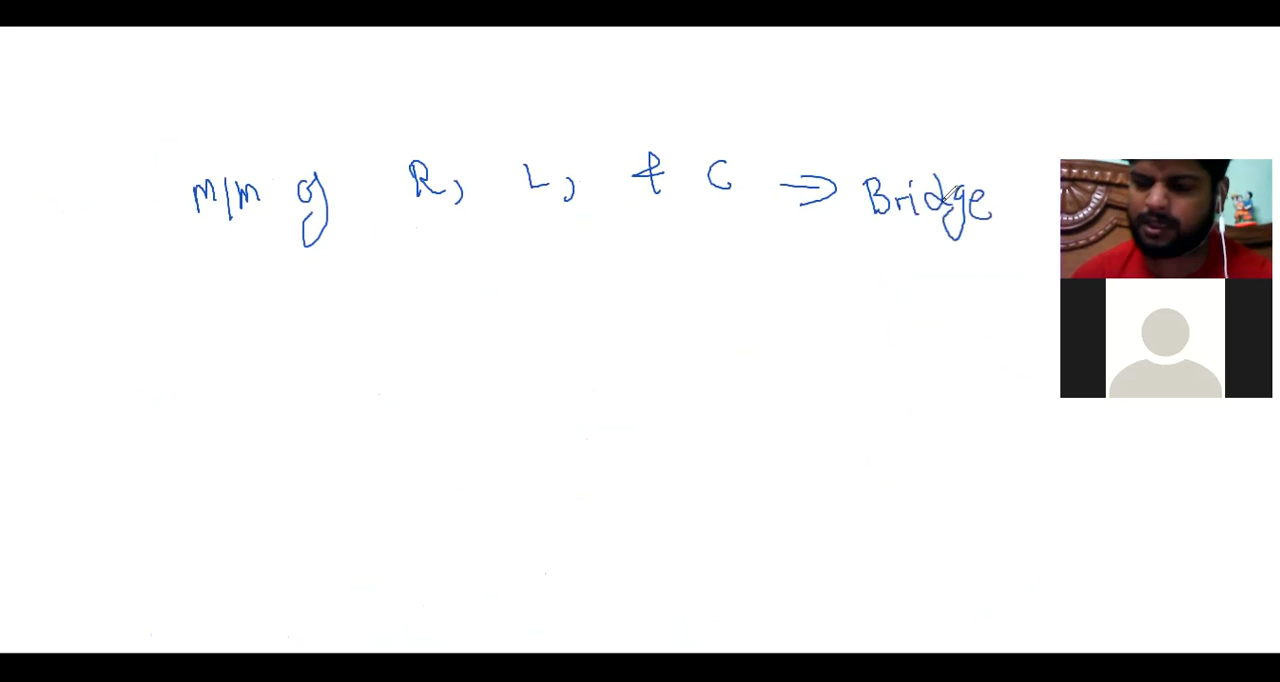 m/m of R, L, & C ⇒ Bridge